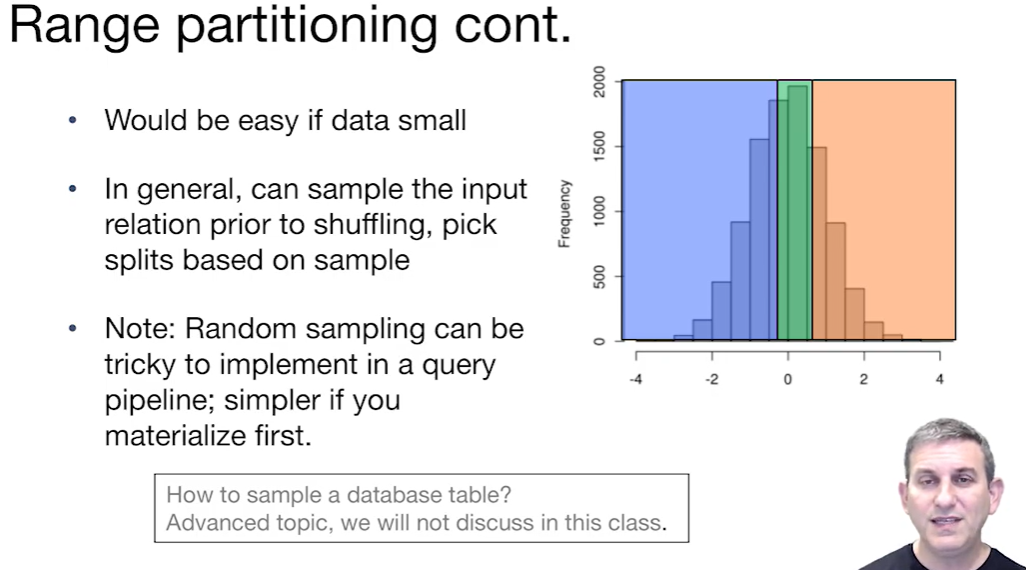 Range partitioning cont.
• Would be easy if data small
• In general, can sample the input
relation prior to shuffling, pick
splits based on sample
• Note: Random sampling can be
tricky to implement in a query
pipeline; simpler if you
materialize first.
How to sample a database table?
Advanced topic, we will not discuss in this class.
Frequency
2000
1500
1000
500
0
-4 -2 0 2 4